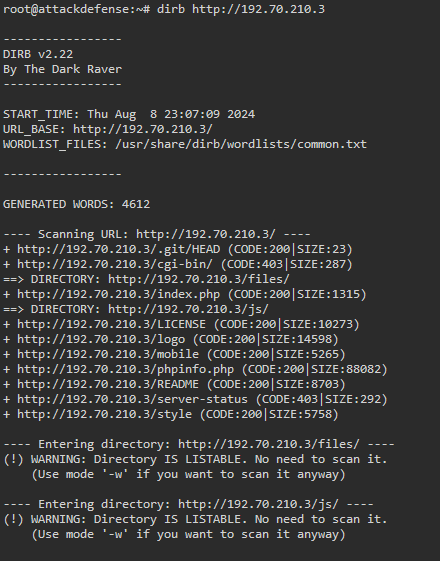 root@attackdefense:~# dirb http://192.70.210.3
-----------------
DIRB v2.22
By The Dark Raver
-----------------
START_TIME: Thu Aug  8 23:07:09 2024
URL_BASE: http://192.70.210.3/
WORDLIST_FILES: /usr/share/dirb/wordlists/common.txt
-----------------
GENERATED WORDS: 4612
---- Scanning URL: http://192.70.210.3/ ----
+ http://192.70.210.3/.git/HEAD (CODE:200|SIZE:23)
+ http://192.70.210.3/cgi-bin/ (CODE:403|SIZE:287)
==> DIRECTORY: http://192.70.210.3/files/
+ http://192.70.210.3/index.php (CODE:200|SIZE:1315)
==> DIRECTORY: http://192.70.210.3/js/
+ http://192.70.210.3/LICENSE (CODE:200|SIZE:10273)
+ http://192.70.210.3/logo (CODE:200|SIZE:14598)
+ http://192.70.210.3/mobile (CODE:200|SIZE:5265)
+ http://192.70.210.3/phpinfo.php (CODE:200|SIZE:88082)
+ http://192.70.210.3/README (CODE:200|SIZE:8703)
+ http://192.70.210.3/server-status (CODE:403|SIZE:292)
+ http://192.70.210.3/style (CODE:200|SIZE:5758)
---- Entering directory: http://192.70.210.3/files/ ----
(!) WARNING: Directory IS LISTABLE. No need to scan it.
    (Use mode '-w' if you want to scan it anyway)
---- Entering directory: http://192.70.210.3/js/ ----
(!) WARNING: Directory IS LISTABLE. No need to scan it.
    (Use mode '-w' if you want to scan it anyway)